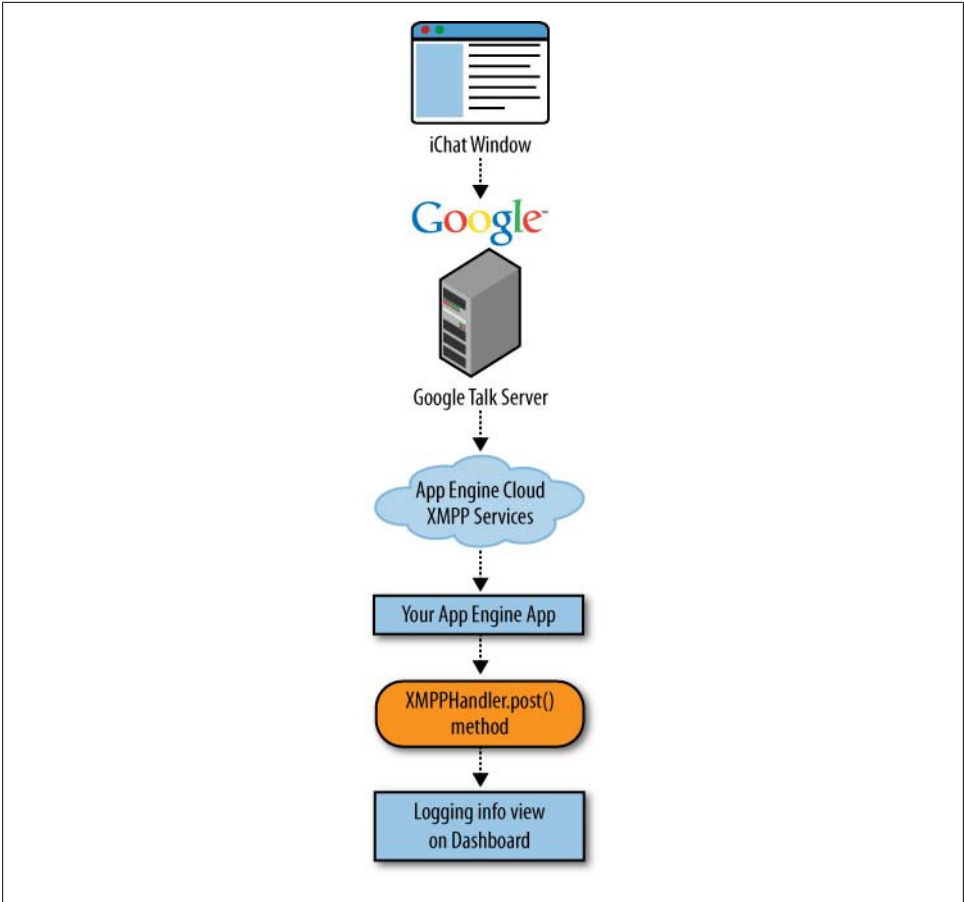 iChat Window
Google™
Google Talk Server
App Engine Cloud
XMPP Services
Your App Engine App
XMPPHandler.post()
method
Logging info view
on Dashboard